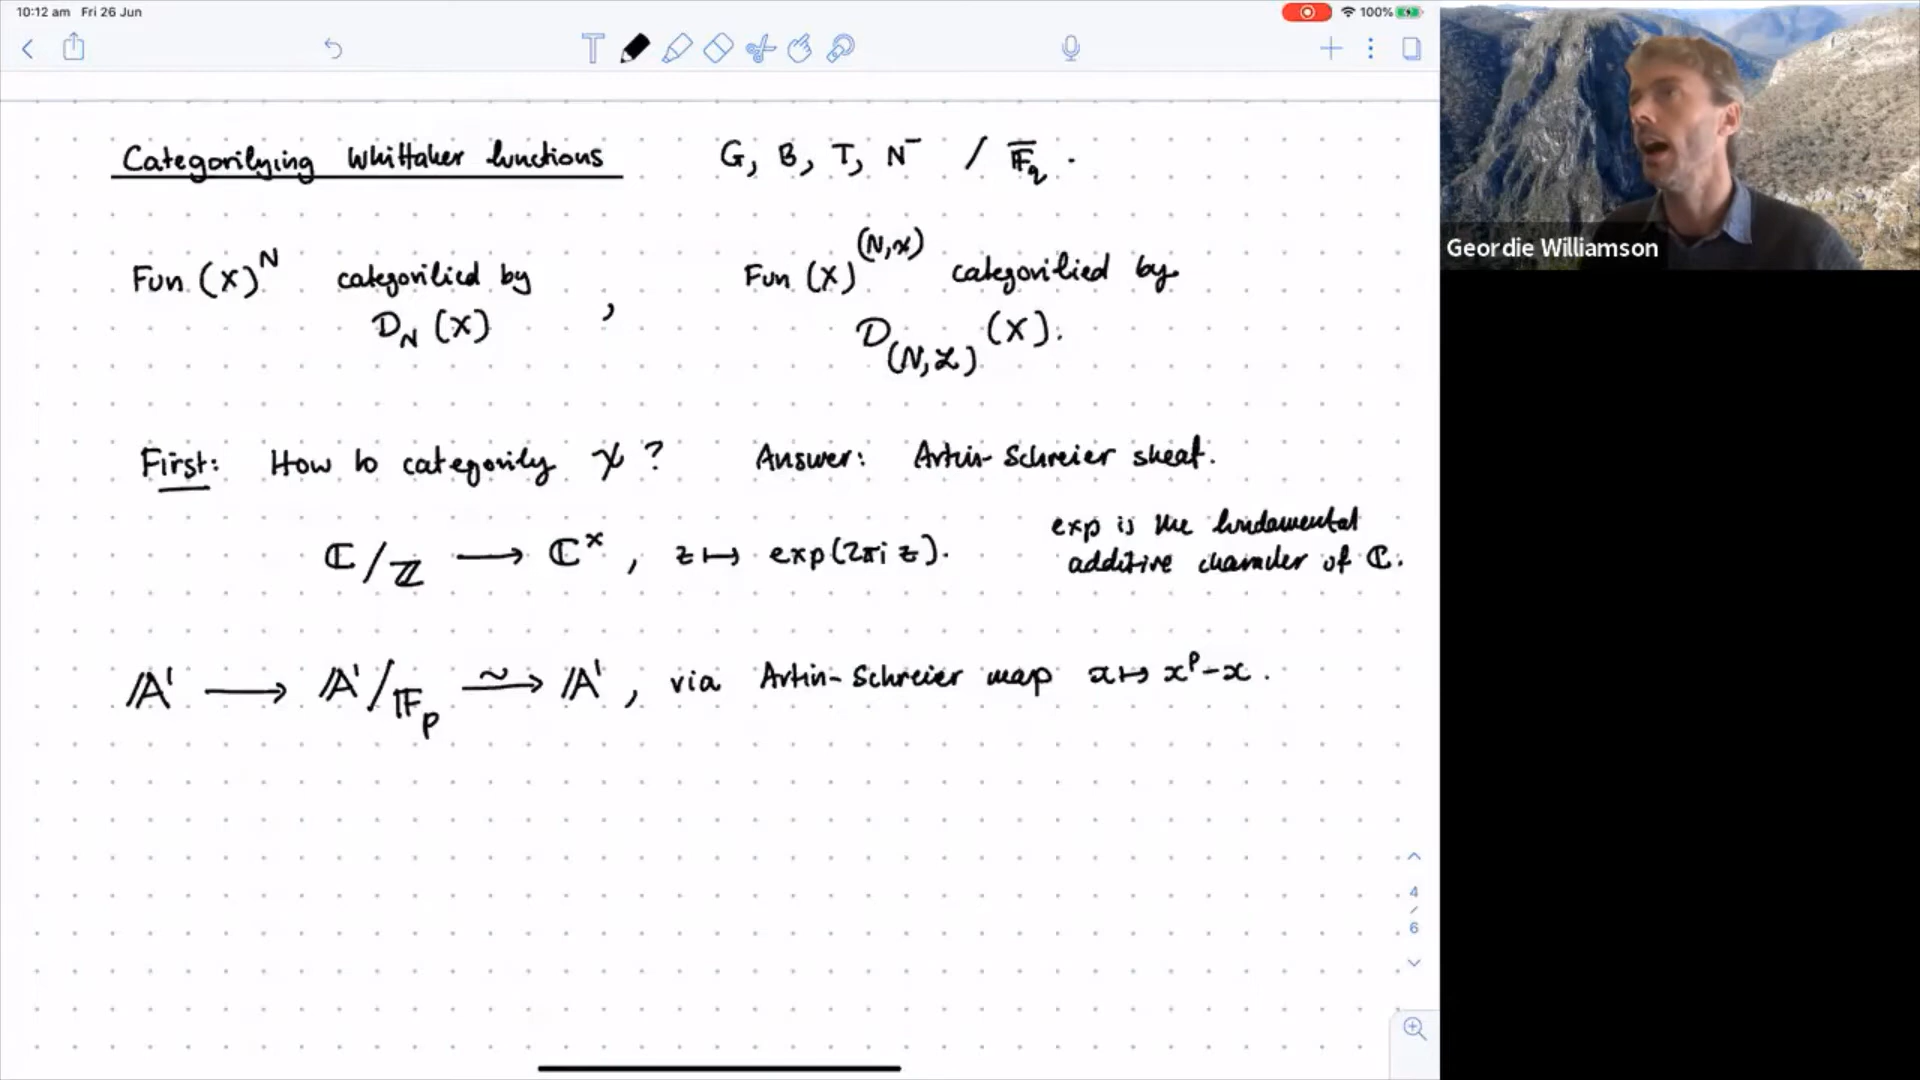 10:12 am Fri 26 Jun
100%
Categorifying Whittaker functions G, B, T, N⁻ / F̅_q .
Fun (X)^N categorified by D_N (X) ,
Fun (X)^(N,χ) categorified by D_(N,ℒ) (X).
First: How to categorify χ ? Answer: Artin-Schreier sheaf.
ℂ/ℤ ⟶ ℂ^× , z ↦ exp(2πi z).
exp is the fundamental
additive character of ℂ.
𝔸¹ ⟶ 𝔸¹/𝔽_p ⥲ 𝔸¹ , via Artin-Schreier map x ↦ x^p - x .
4
/
6
Geordie Williamson